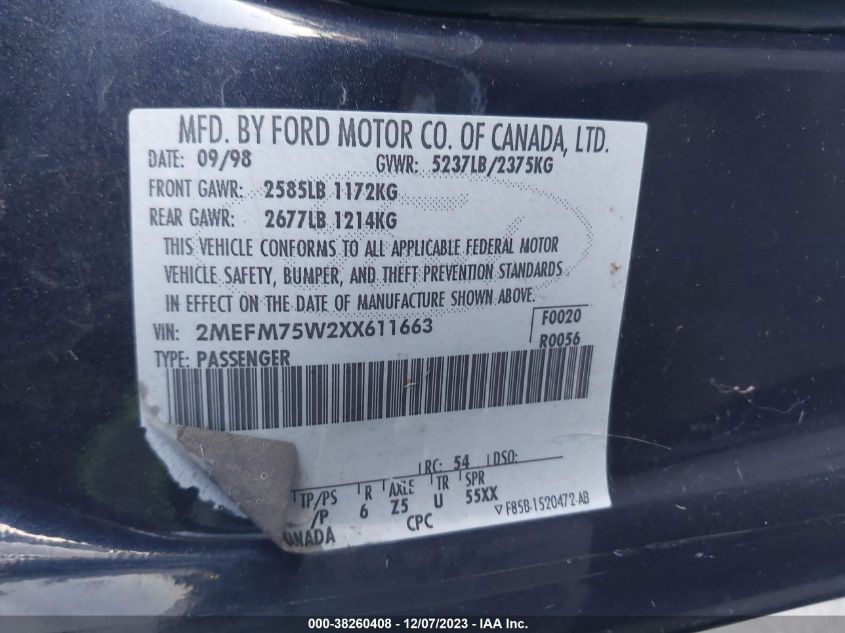 MFD. BY FORD MOTOR CO. OF CANADA, LTD.
DATE: 09/98 GVWR: 5237LB/2375KG
FRONT GAWR: 2585LB 1172KG
REAR GAWR: 2677LB 1214KG
THIS VEHICLE CONFORMS TO ALL APPLICABLE FEDERAL MOTOR
VEHICLE SAFETY, BUMPER, AND THEFT PREVENTION STANDARDS
IN EFFECT ON THE DATE OF MANUFACTURE SHOWN ABOVE.
VIN: 2MEFM75W2XX611663 F0020
TYPE: PASSENGER R0056
RC: 54 DSO:
TP/PS R AXLE TR SPR
/P 6 Z5 U 55XX
CANADA CPC ▽ F85B-1520472-AB
000-38260408 - 12/07/2023 - IAA Inc.